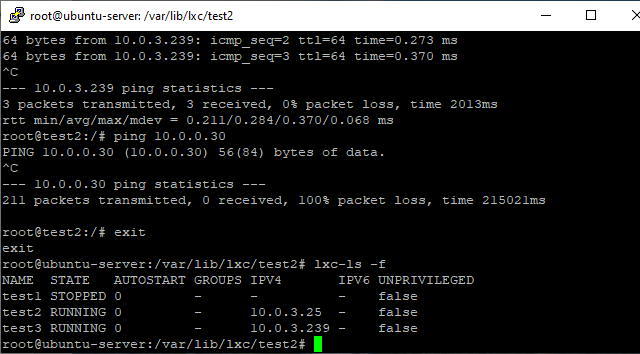 root@ubuntu-server: /var/lib/lxc/test2
64 bytes from 10.0.3.239: icmp_seq=2 ttl=64 time=0.273 ms
64 bytes from 10.0.3.239: icmp_seq=3 ttl=64 time=0.370 ms
^C
--- 10.0.3.239 ping statistics ---
3 packets transmitted, 3 received, 0% packet loss, time 2013ms
rtt min/avg/max/mdev = 0.211/0.284/0.370/0.068 ms
root@test2:/# ping 10.0.0.30
PING 10.0.0.30 (10.0.0.30) 56(84) bytes of data.
^C
--- 10.0.0.30 ping statistics ---
211 packets transmitted, 0 received, 100% packet loss, time 215021ms

root@test2:/# exit
exit
root@ubuntu-server:/var/lib/lxc/test2# lxc-ls -f
NAME  STATE   AUTOSTART GROUPS IPV4       IPV6 UNPRIVILEGED
test1 STOPPED 0         -      -          -    false
test2 RUNNING 0         -      10.0.3.25  -    false
test3 RUNNING 0         -      10.0.3.239 -    false
root@ubuntu-server:/var/lib/lxc/test2#